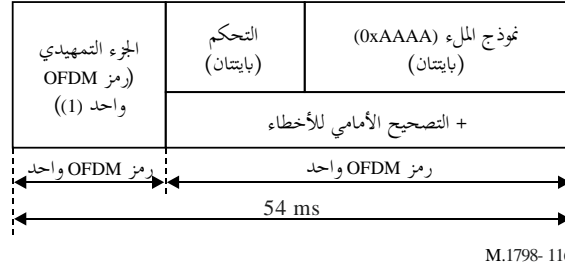 نموذج الملء (0xAAAA)
(بايتتان)
التحكم
(بايتتان)
الجزء التمهيدي
(رمز OFDM
واحد (1))
+ التصحيح الأمامي للأخطاء
رمز OFDM واحد
رمز OFDM واحد
54 ms
M.1798- 116